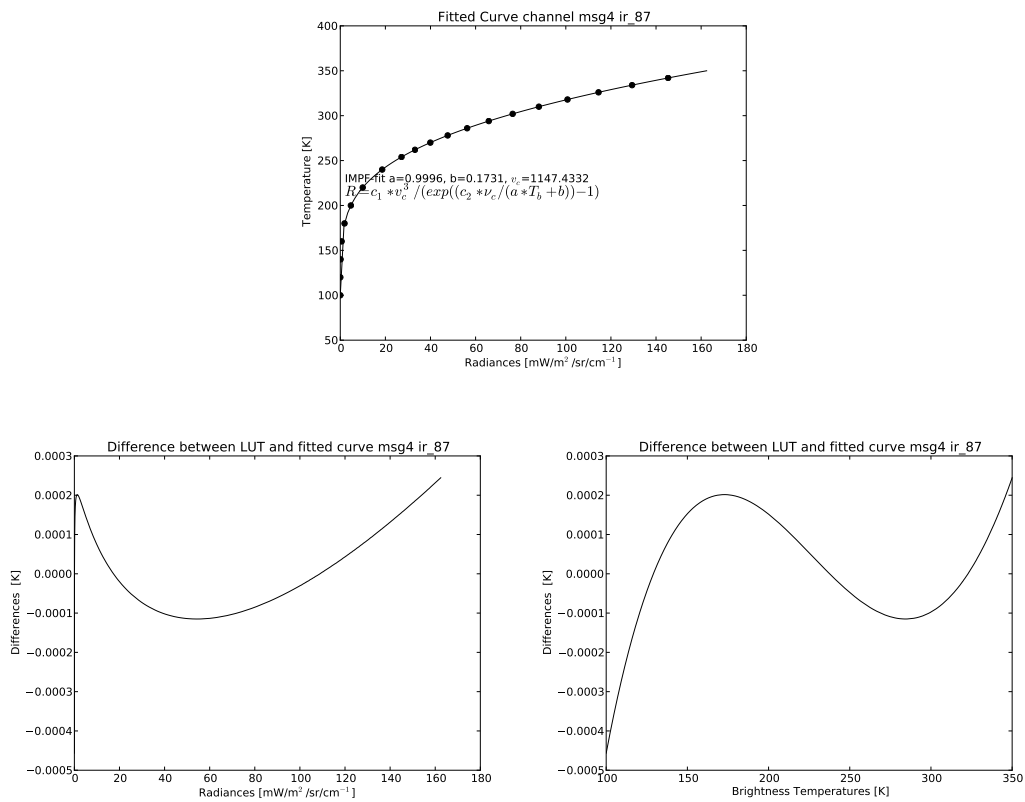 Fitted Curve channel msg4 ir_87
400
350
300
250
200
150
100
50
Temperature [K]
IMPF-fit a=0.9996, b=0.1731, v_c=1147.4332
R=c_1*v_c^3/(exp((c_2*ν_c/(a*T_b+b))−1)
0 20 40 60 80 100 120 140 160 180
Radiances [mW/m²/sr/cm⁻¹]
Difference between LUT and fitted curve msg4 ir_87
0.0003
0.0002
0.0001
0.0000
−0.0001
−0.0002
−0.0003
−0.0004
−0.0005
Differences [K]
0 20 40 60 80 100 120 140 160 180
Radiances [mW/m²/sr/cm⁻¹]
Difference between LUT and fitted curve msg4 ir_87
0.0003
0.0002
0.0001
0.0000
−0.0001
−0.0002
−0.0003
−0.0004
−0.0005
Differences [K]
100 150 200 250 300 350
Brightness Temperatures [K]